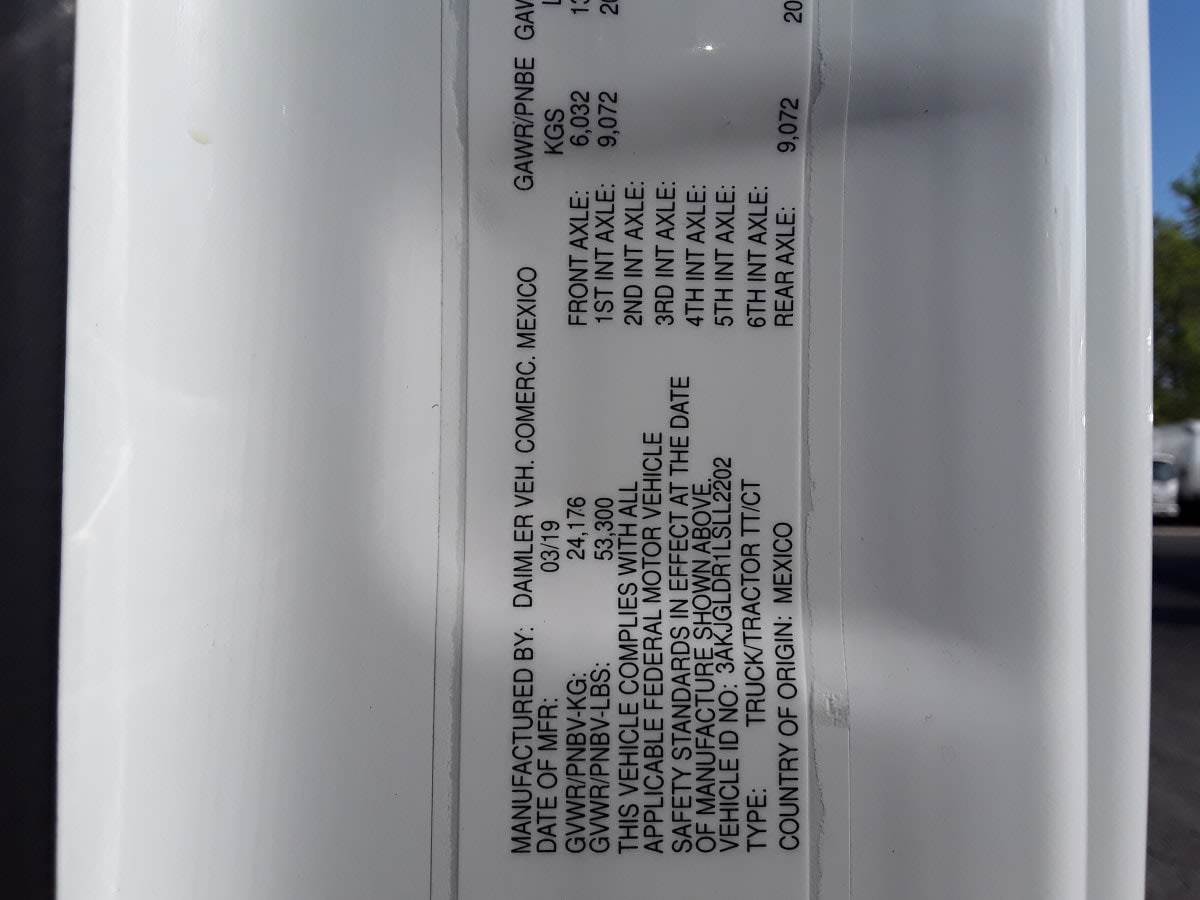 MANUFACTURED BY: DAIMLER VEH. COMERC. MEXICO
DATE OF MFR: 03/19
GVWR/PNBV-KG: 24,176
GVWR/PNBV-LBS: 53,300
THIS VEHICLE COMPLIES WITH ALL
APPLICABLE FEDERAL MOTOR VEHICLE
SAFETY STANDARDS IN EFFECT AT THE DATE
OF MANUFACTURE SHOWN ABOVE.
VEHICLE ID NO: 3AKJGLDR1LSLL2202
TYPE: TRUCK/TRACTOR TT/CT
COUNTRY OF ORIGIN: MEXICO
GAWR/PNBE GAW
KGS L
FRONT AXLE: 6,032 13
1ST INT AXLE: 9,072 20
2ND INT AXLE:
3RD INT AXLE:
4TH INT AXLE:
5TH INT AXLE:
6TH INT AXLE:
REAR AXLE: 9,072 20